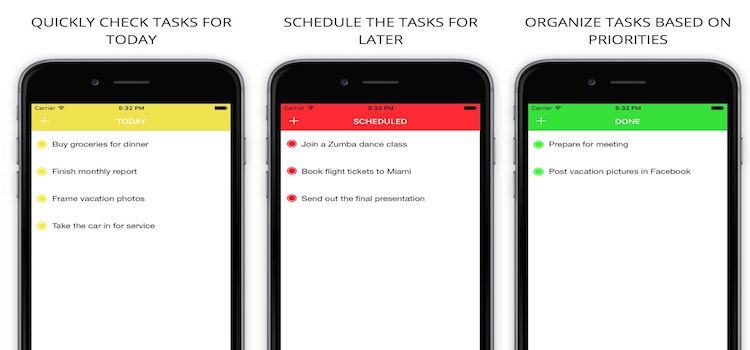 QUICKLY CHECK TASKS FOR
TODAY
Carrier 5:32 PM
+ TODAY
Buy groceries for dinner
Finish monthly report
Frame vacation photos
Take the car in for service
SCHEDULE THE TASKS FOR
LATER
Carrier 5:32 PM
+ SCHEDULED
Join a Zumba dance class
Book flight tickets to Miami
Send out the final presentation
ORGANIZE TASKS BASED ON
PRIORITIES
Carrier 5:32 PM
+ DONE
Prepare for meeting
Post vacation pictures in Facebook